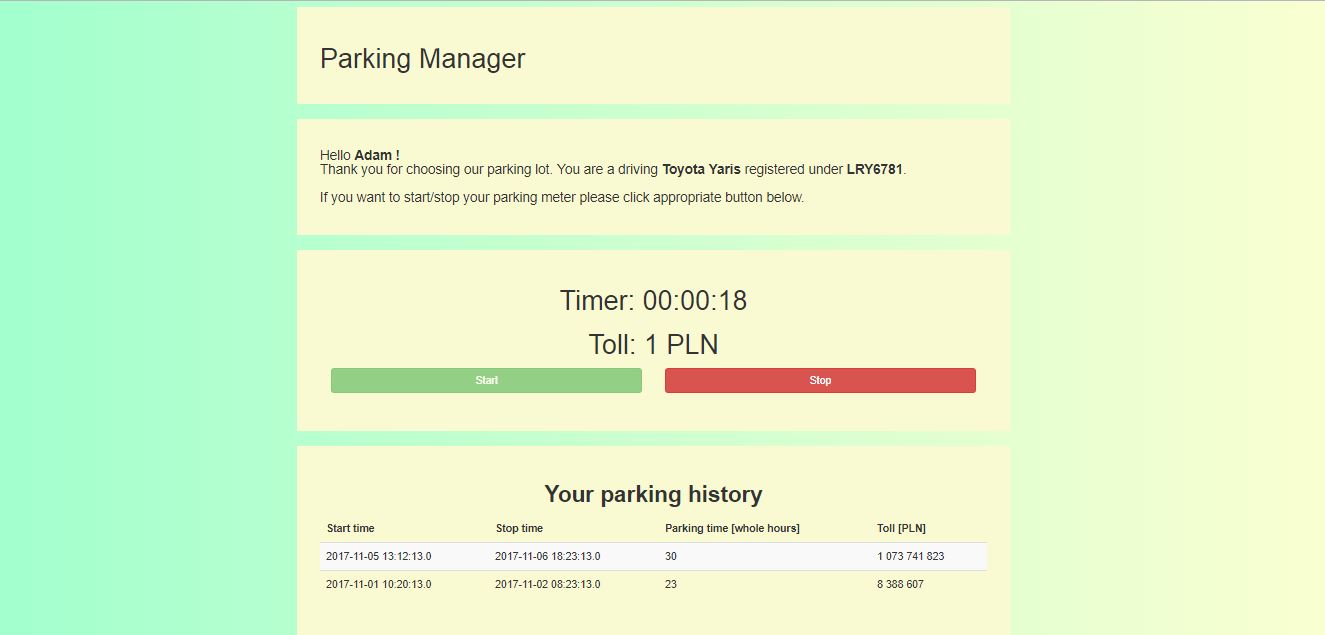 Parking Manager
Hello Adam !
Thank you for choosing our parking lot. You are a driving Toyota Yaris registered under LRY6781.
If you want to start/stop your parking meter please click appropriate button below.
Timer: 00:00:18
Toll: 1 PLN
Start Stop
Your parking history
Start time Stop time Parking time [whole hours] Toll [PLN]
2017-11-05 13:12:13.0 2017-11-06 18:23:13.0 30 1 073 741 823
2017-11-01 10:20:13.0 2017-11-02 08:23:13.0 23 8 388 607